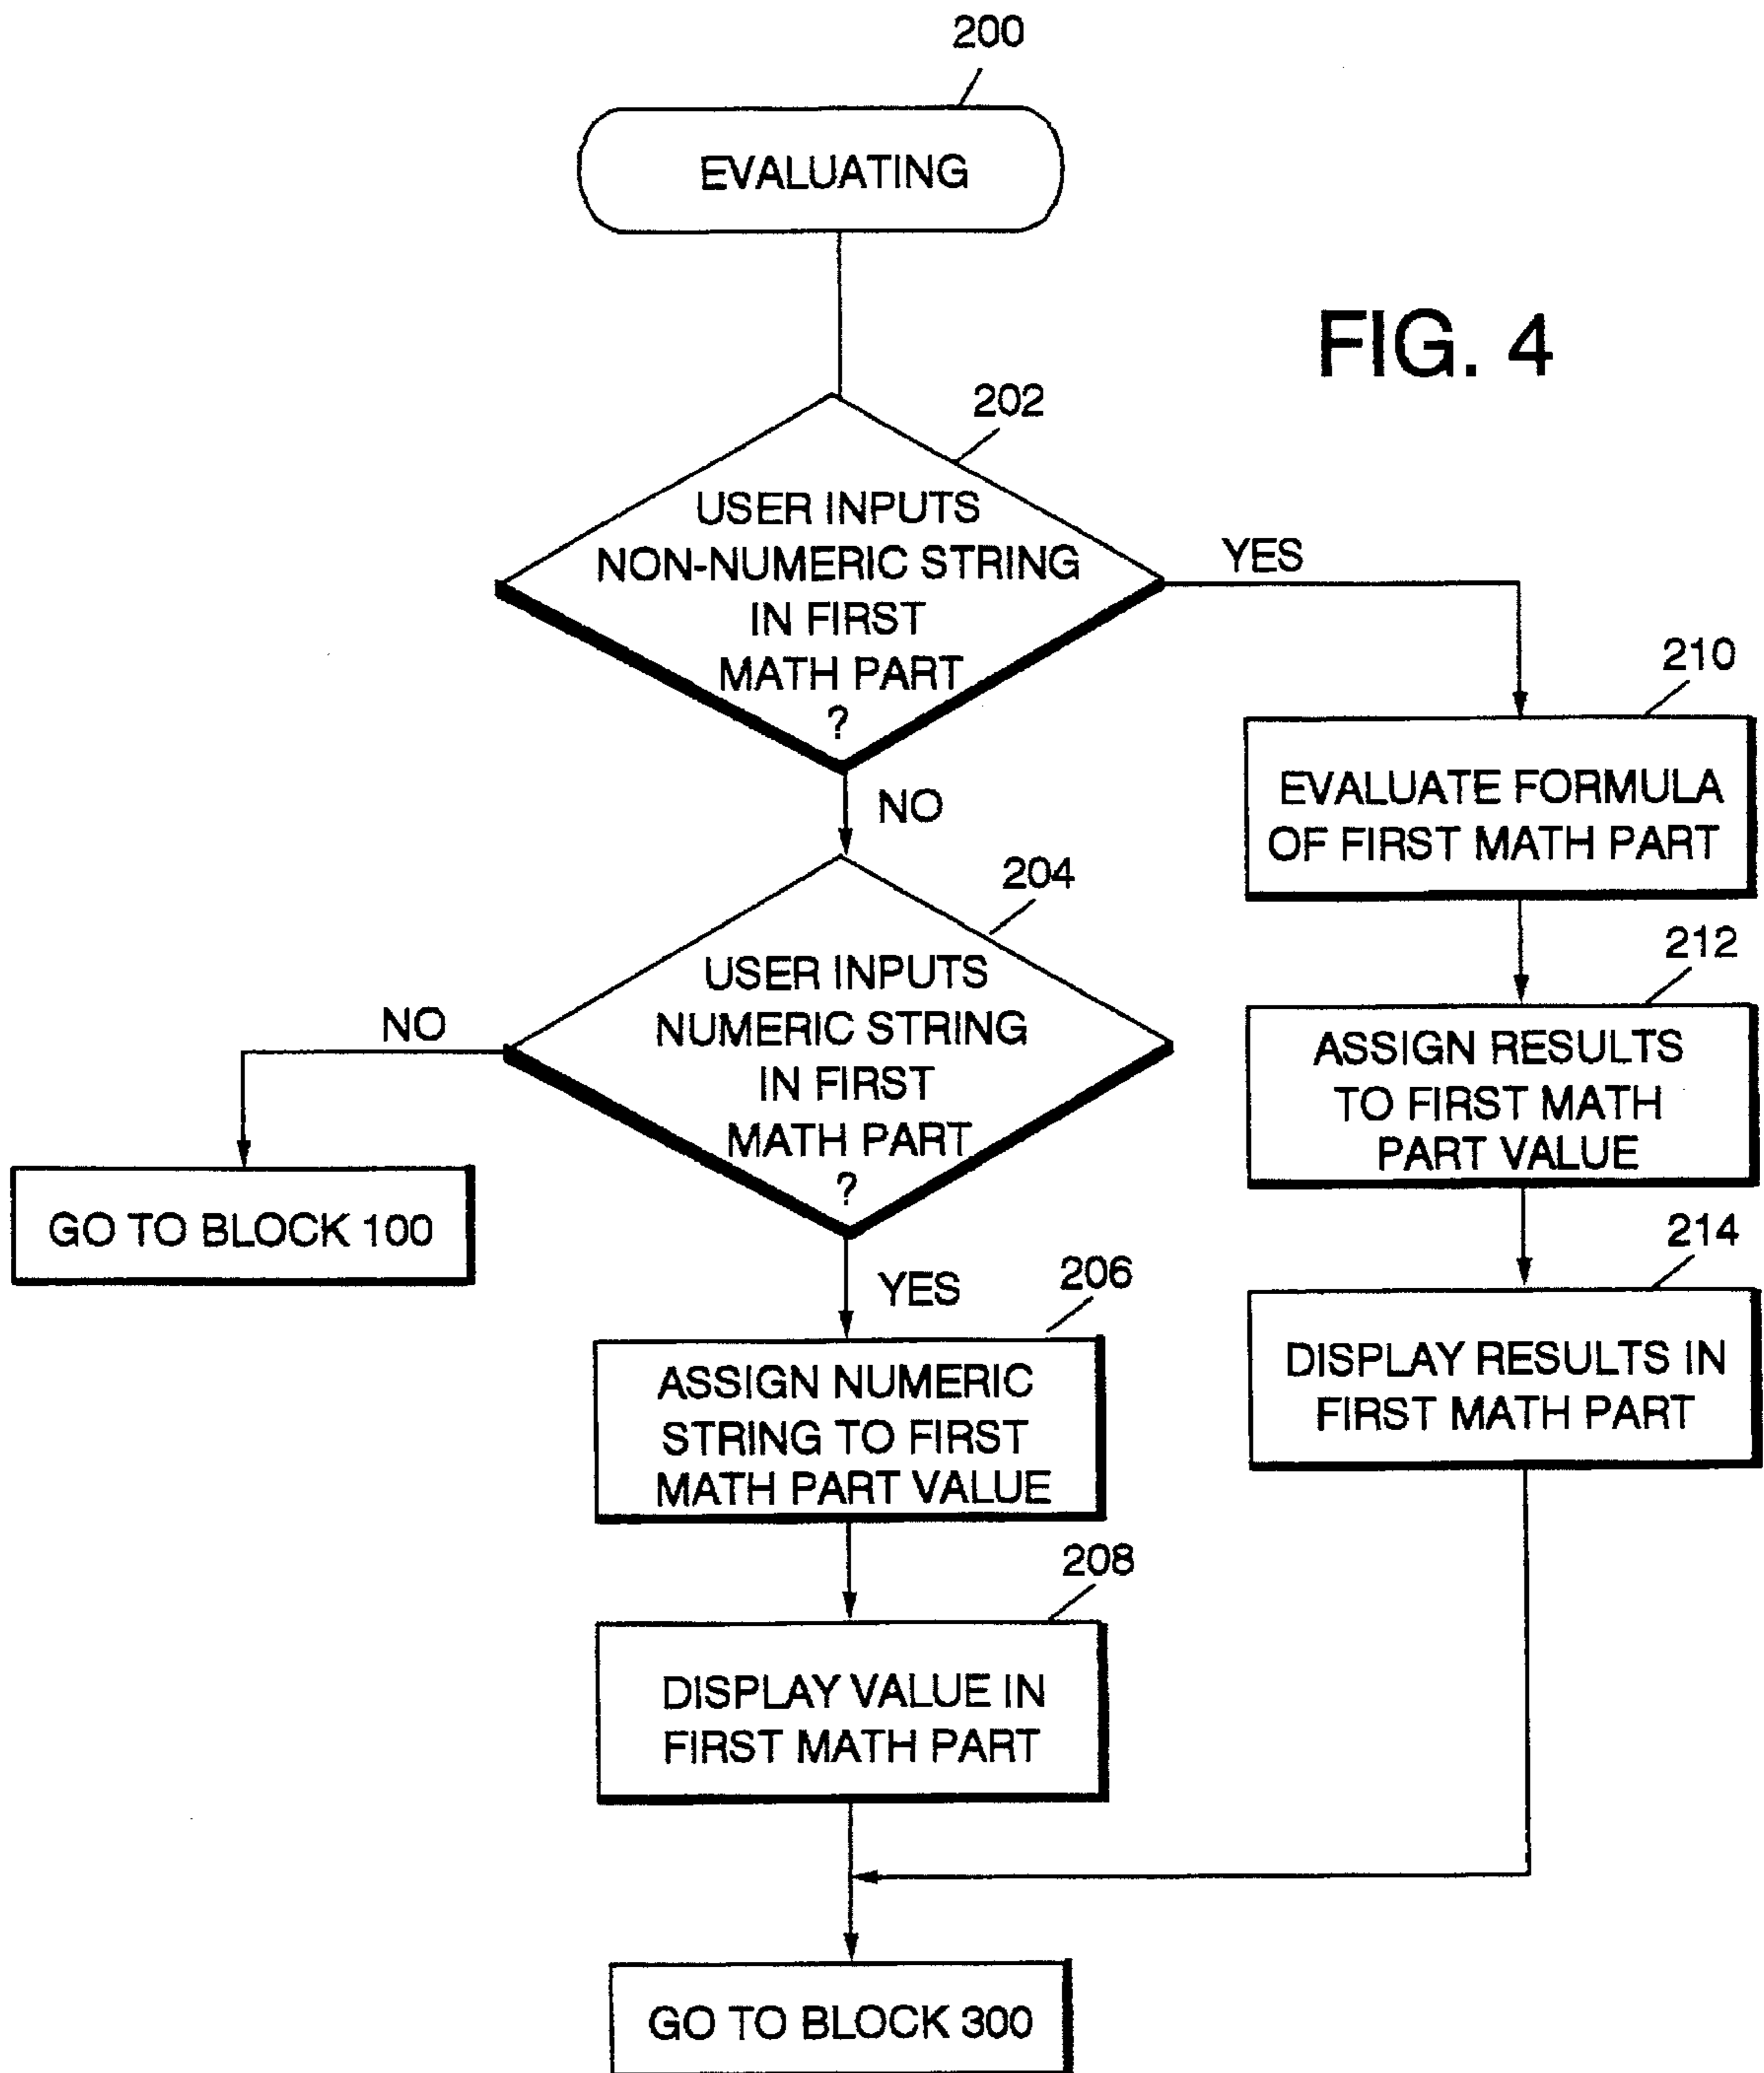 200
EVALUATING
FIG. 4
202
USER INPUTS
NON-NUMERIC STRING
IN FIRST
MATH PART
?
YES
NO
210
EVALUATE FORMULA
OF FIRST MATH PART
204
USER INPUTS
NUMERIC STRING
IN FIRST
MATH PART
?
NO
GO TO BLOCK 100
YES
212
ASSIGN RESULTS
TO FIRST MATH
PART VALUE
214
DISPLAY RESULTS IN
FIRST MATH PART
206
ASSIGN NUMERIC
STRING TO FIRST
MATH PART VALUE
208
DISPLAY VALUE IN
FIRST MATH PART
GO TO BLOCK 300